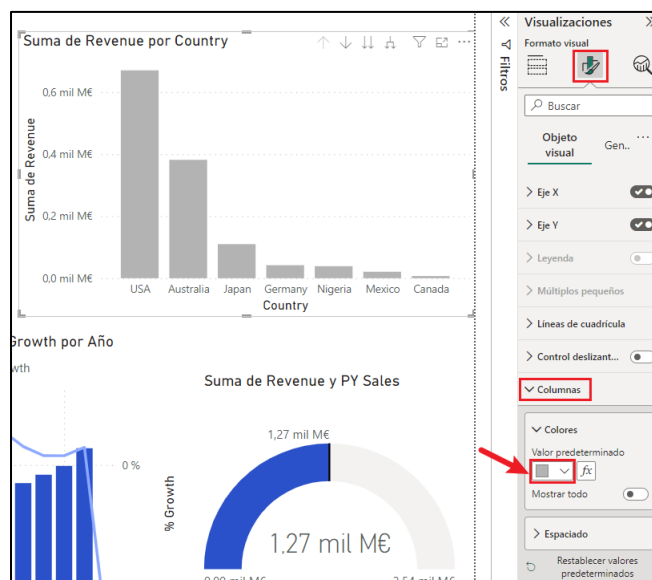 Suma de Revenue por Country
0,6 mil M€
0,4 mil M€
0,2 mil M€
0,0 mil M€
Suma de Revenue
USA Australia Japan Germany Nigeria Mexico Canada
Country
Growth por Año
wth
0 %
% Growth
Suma de Revenue y PY Sales
1,27 mil M€
1,27 mil M€
Filtros
Visualizaciones
Formato visual
Buscar
Objeto
visual
Gen..
Eje X
Eje Y
Leyenda
Múltiplos pequeños
Líneas de cuadrícula
Control deslizant...
Columnas
Colores
Valor predeterminado
fx
Mostrar todo
Espaciado
Restablecer valores
predeterminados